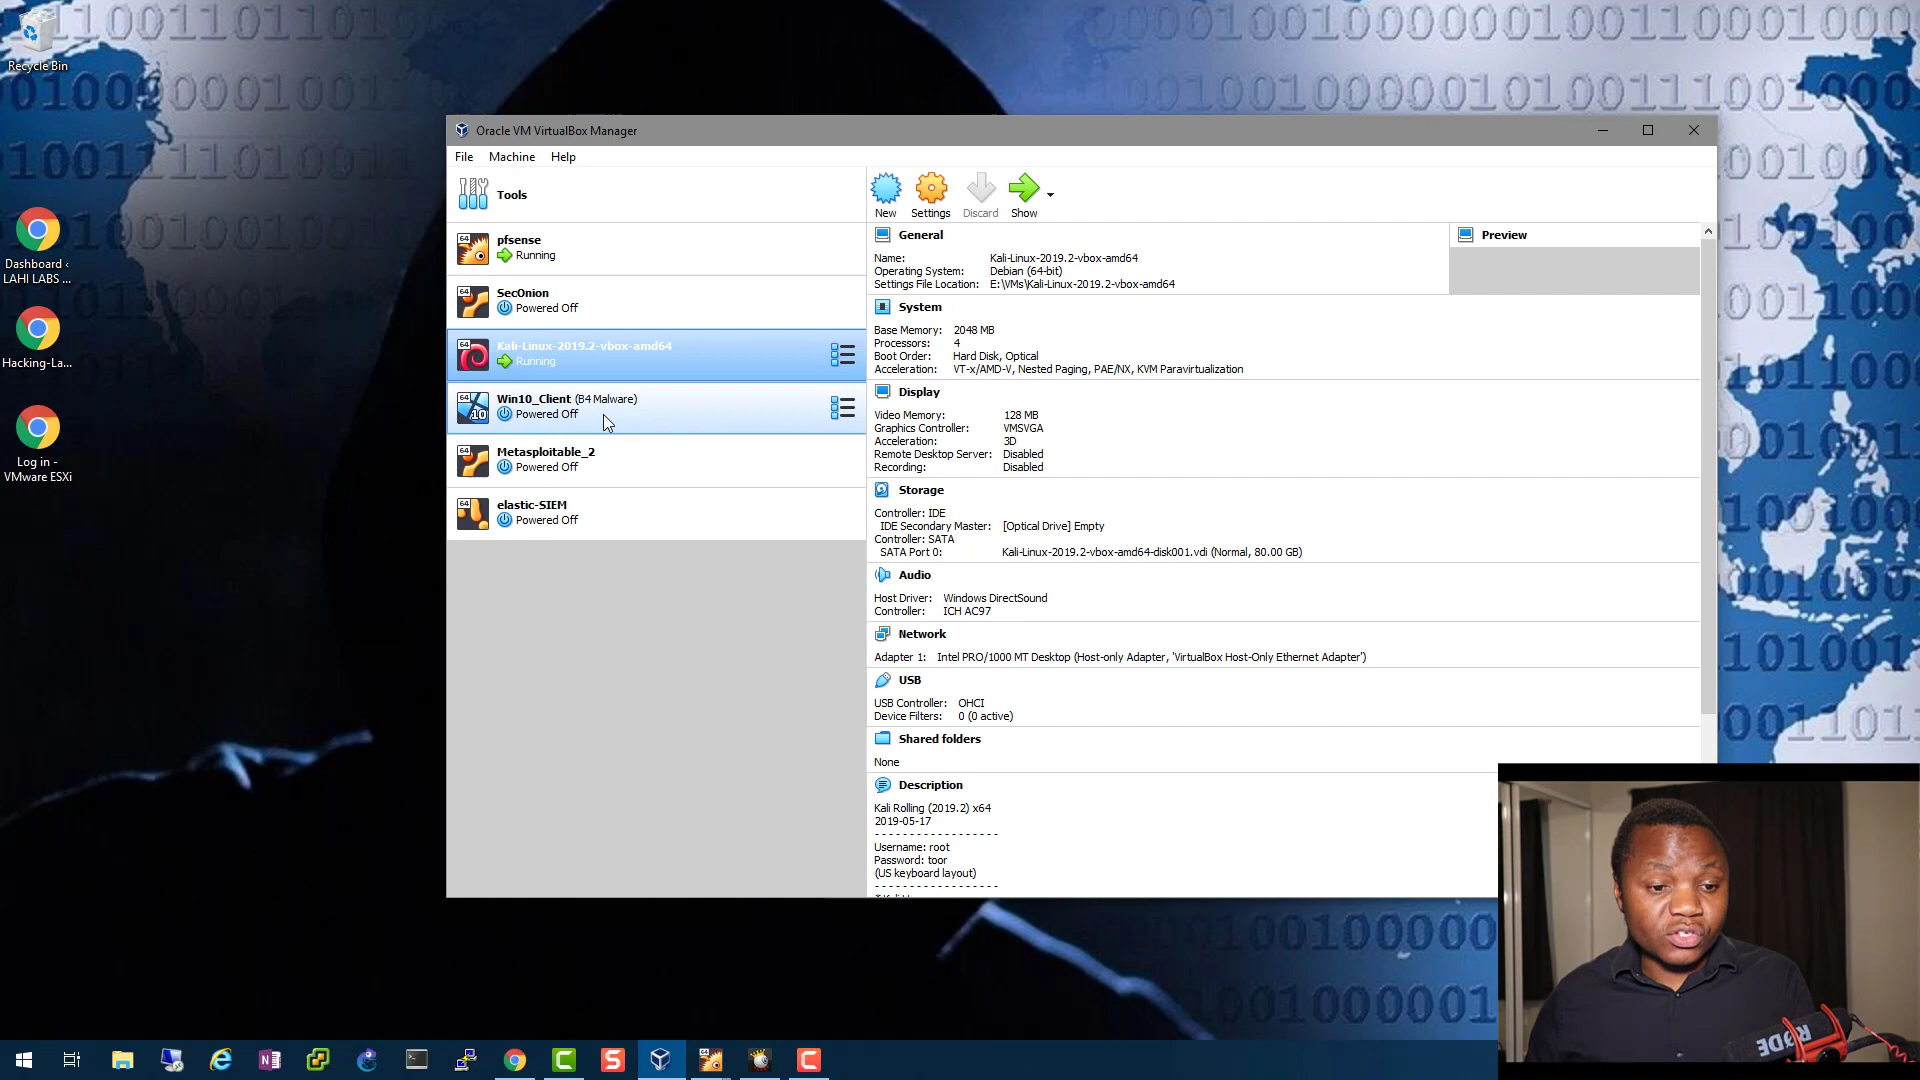 Recycle Bin
Dashboard ‹
LAHI LABS ...
Hacking-La...
Log in -
VMware ESXi
Oracle VM VirtualBox Manager
File Machine Help
Tools
New Settings Discard Show
64
pfsense
Running
64
SecOnion
Powered Off
64
Kali-Linux-2019.2-vbox-amd64
Running
64
10
Win10_Client (B4 Malware)
Powered Off
64
Metasploitable_2
Powered Off
64
elastic-SIEM
Powered Off
General
Name: Kali-Linux-2019.2-vbox-amd64
Operating System: Debian (64-bit)
Settings File Location: E:\VMs\Kali-Linux-2019.2-vbox-amd64
Preview
System
Base Memory: 2048 MB
Processors: 4
Boot Order: Hard Disk, Optical
Acceleration: VT-x/AMD-V, Nested Paging, PAE/NX, KVM Paravirtualization
Display
Video Memory: 128 MB
Graphics Controller: VMSVGA
Acceleration: 3D
Remote Desktop Server: Disabled
Recording: Disabled
Storage
Controller: IDE
IDE Secondary Master: [Optical Drive] Empty
Controller: SATA
SATA Port 0: Kali-Linux-2019.2-vbox-amd64-disk001.vdi (Normal, 80.00 GB)
Audio
Host Driver: Windows DirectSound
Controller: ICH AC97
Network
Adapter 1: Intel PRO/1000 MT Desktop (Host-only Adapter, 'VirtualBox Host-Only Ethernet Adapter')
USB
USB Controller: OHCI
Device Filters: 0 (0 active)
Shared folders
None
Description
Kali Rolling (2019.2) x64
2019-05-17
- - - - - - - - - - - - - - - - - -
Username: root
Password: toor
(US keyboard layout)
- - - - - - - - - - - - - - - - - -
RØDE